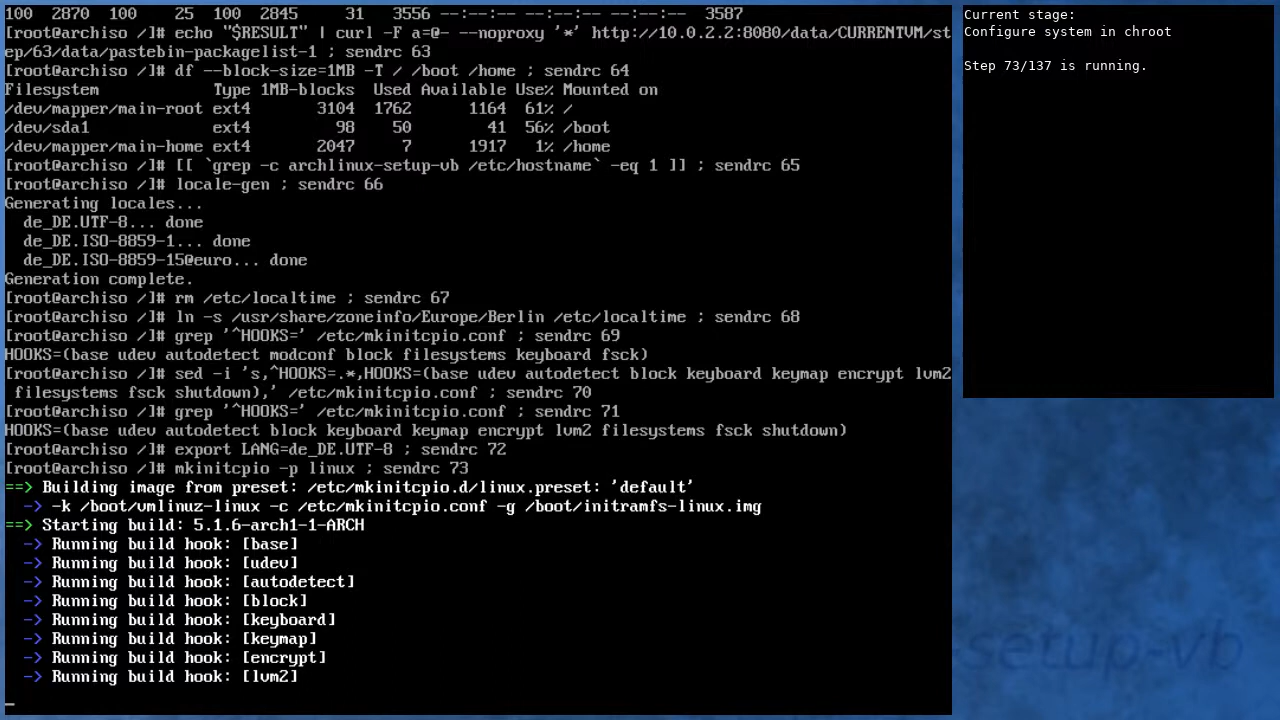 100  2870  100    25  100  2845     31   3556 --:--:-- --:--:-- --:--:--  3587
[root@archiso /]# echo "$RESULT" | curl -F a=@- --noproxy '*' http://10.0.2.2:8080/data/CURRENTVM/st
ep/63/data/pastebin-packagelist-1 ; sendrc 63
[root@archiso /]# df --block-size=1MB -T / /boot /home ; sendrc 64
Filesystem            Type 1MB-blocks  Used Available Use% Mounted on
/dev/mapper/main-root ext4       3104  1762      1164  61% /
/dev/sda1             ext4         98    50        41  56% /boot
/dev/mapper/main-home ext4       2047     7      1917   1% /home
[root@archiso /]# [[ `grep -c archlinux-setup-vb /etc/hostname` -eq 1 ]] ; sendrc 65
[root@archiso /]# locale-gen ; sendrc 66
Generating locales...
  de_DE.UTF-8... done
  de_DE.ISO-8859-1... done
  de_DE.ISO-8859-15@euro... done
Generation complete.
[root@archiso /]# rm /etc/localtime ; sendrc 67
[root@archiso /]# ln -s /usr/share/zoneinfo/Europe/Berlin /etc/localtime ; sendrc 68
[root@archiso /]# grep '^HOOKS=' /etc/mkinitcpio.conf ; sendrc 69
HOOKS=(base udev autodetect modconf block filesystems keyboard fsck)
[root@archiso /]# sed -i 's,^HOOKS=.*,HOOKS=(base udev autodetect block keyboard keymap encrypt lvm2
 filesystems fsck shutdown),' /etc/mkinitcpio.conf ; sendrc 70
[root@archiso /]# grep '^HOOKS=' /etc/mkinitcpio.conf ; sendrc 71
HOOKS=(base udev autodetect block keyboard keymap encrypt lvm2 filesystems fsck shutdown)
[root@archiso /]# export LANG=de_DE.UTF-8 ; sendrc 72
[root@archiso /]# mkinitcpio -p linux ; sendrc 73
==> Building image from preset: /etc/mkinitcpio.d/linux.preset: 'default'
  -> -k /boot/vmlinuz-linux -c /etc/mkinitcpio.conf -g /boot/initramfs-linux.img
==> Starting build: 5.1.6-arch1-1-ARCH
  -> Running build hook: [base]
  -> Running build hook: [udev]
  -> Running build hook: [autodetect]
  -> Running build hook: [block]
  -> Running build hook: [keyboard]
  -> Running build hook: [keymap]
  -> Running build hook: [encrypt]
  -> Running build hook: [lvm2]
Current stage:
Configure system in chroot
Step 73/137 is running.
-setup-vb